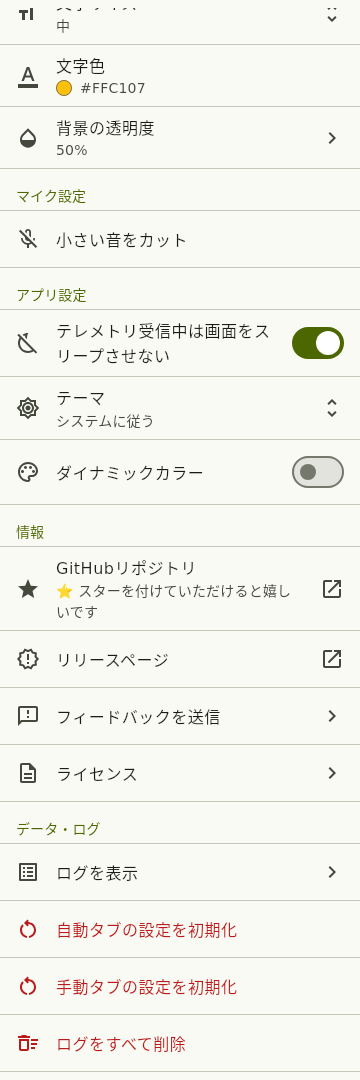 中
文字色
#FFC107
背景の透明度
50%
マイク設定
小さい音をカット
アプリ設定
テレメトリ受信中は画面をス
リープさせない
テーマ
システムに従う
ダイナミックカラー
情報
GitHubリポジトリ
⭐ スターを付けていただけると嬉し
いです
リリースページ
フィードバックを送信
ライセンス
データ・ログ
ログを表示
自動タブの設定を初期化
手動タブの設定を初期化
ログをすべて削除